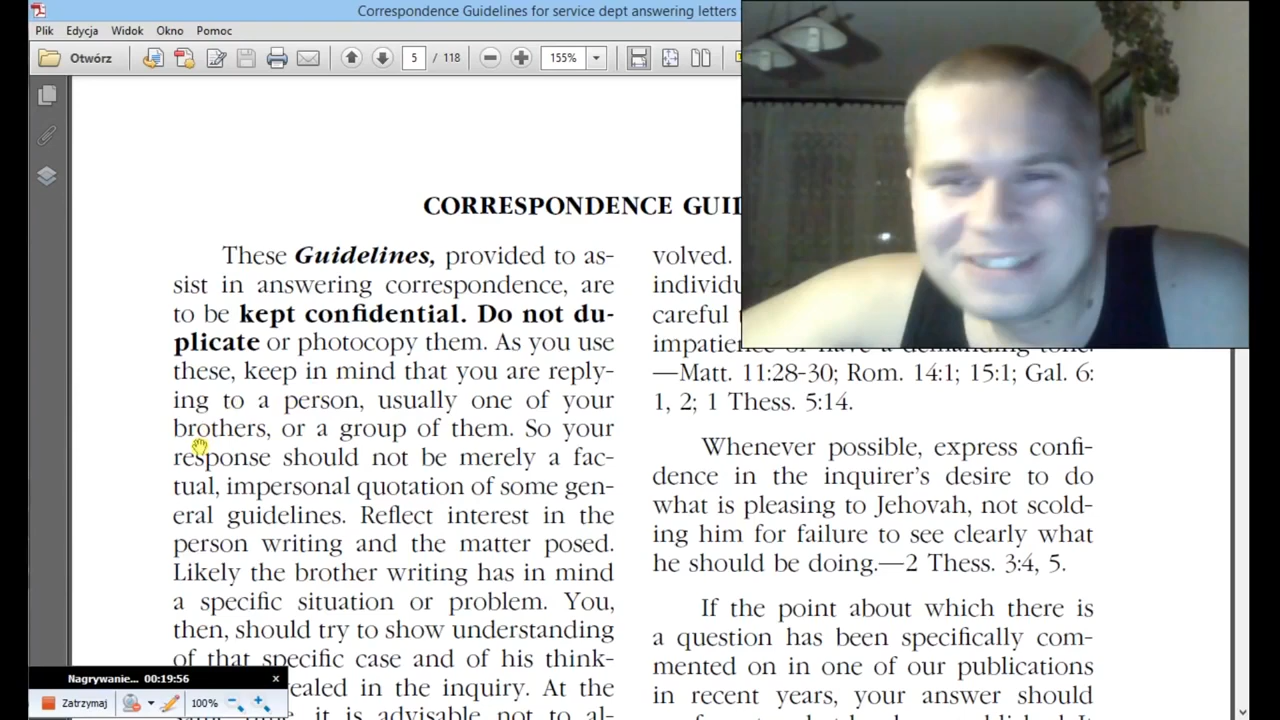 Correspondence Guidelines for service dept answering letters
Plik Edycja Widok Okno Pomoc
Otwórz 5 / 118 155%
CORRESPONDENCE GUI
These Guidelines, provided to as-
sist in answering correspondence, are
to be kept confidential. Do not du-
plicate or photocopy them. As you use
these, keep in mind that you are reply-
ing to a person, usually one of your
brothers, or a group of them. So your
response should not be merely a fac-
tual, impersonal quotation of some gen-
eral guidelines. Reflect interest in the
person writing and the matter posed.
Likely the brother writing has in mind
a specific situation or problem. You,
then, should try to show understanding
of that specific case and of his think-
ealed in the inquiry. At the
it is advisable not to al-
volved.
individu
careful
impatience or have a demanding tone.
—Matt. 11:28-30; Rom. 14:1; 15:1; Gal. 6:
1, 2; 1 Thess. 5:14.
Whenever possible, express confi-
dence in the inquirer's desire to do
what is pleasing to Jehovah, not scold-
ing him for failure to see clearly what
he should be doing.—2 Thess. 3:4, 5.
If the point about which there is
a question has been specifically com-
mented on in one of our publications
in recent years, your answer should
Nagrywanie... 00:19:56
Zatrzymaj 100%